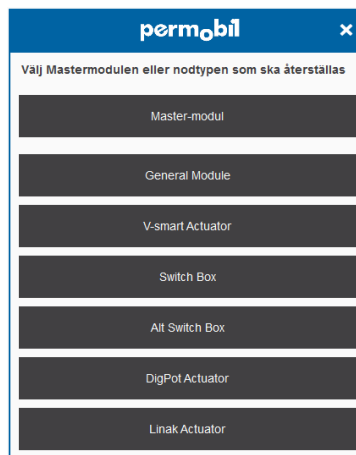 permobil
Välj Mastermodulen eller nodtypen som ska återställas
Master-modul
General Module
V-smart Actuator
Switch Box
Alt Switch Box
DigPot Actuator
Linak Actuator